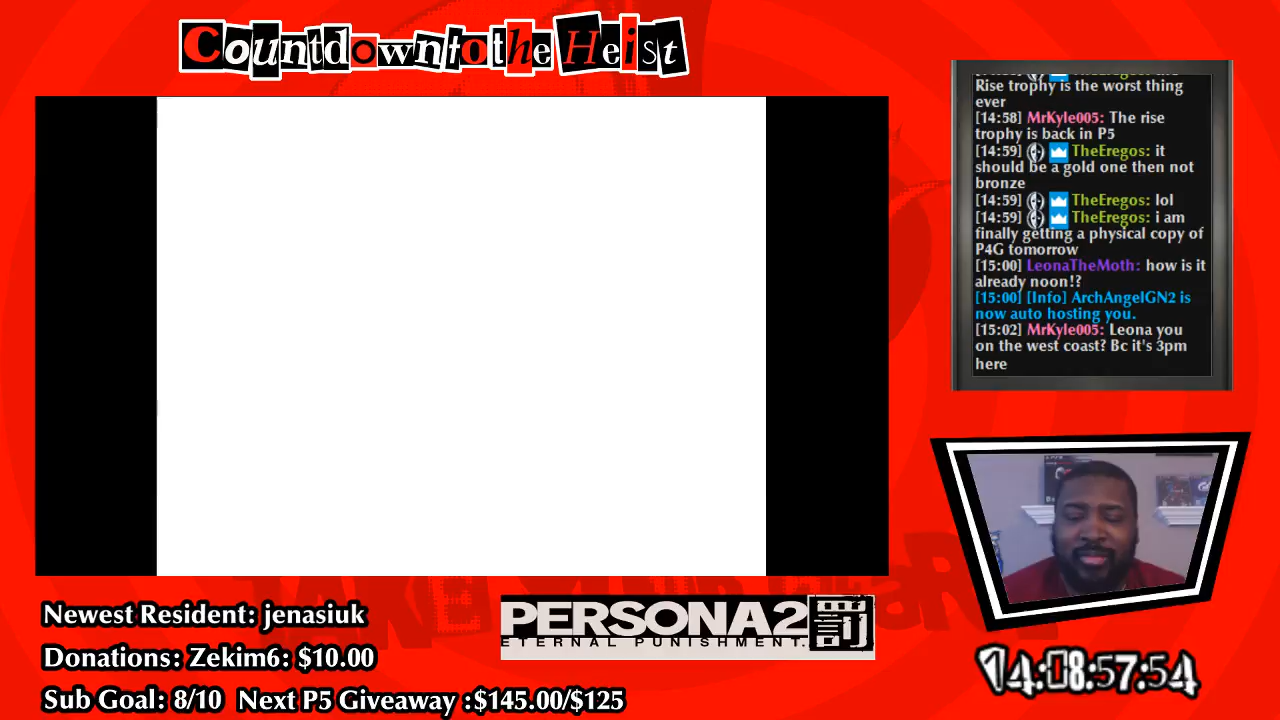 Countdown to the Heist
Rise trophy is the worst thing
ever
[14:58] MrKyle005: The rise
trophy is back in P5
[14:59] TheEregos: it
should be a gold one then not
bronze
[14:59] TheEregos: lol
[14:59] TheEregos: i am
finally getting a physical copy of
P4G tomorrow
[15:00] LeonaTheMoth: how is it
already noon!?
[15:00] [Info] ArchAngelGN2 is
now auto hosting you.
[15:02] MrKyle005: Leona you
on the west coast? Bc it's 3pm
here
Newest Resident: jenasiuk
Donations: Zekim6: $10.00
Sub Goal: 8/10 Next P5 Giveaway :$145.00/$125
PERSONA2 罰
ETERNAL PUNISHMENT.
14:08:57:54